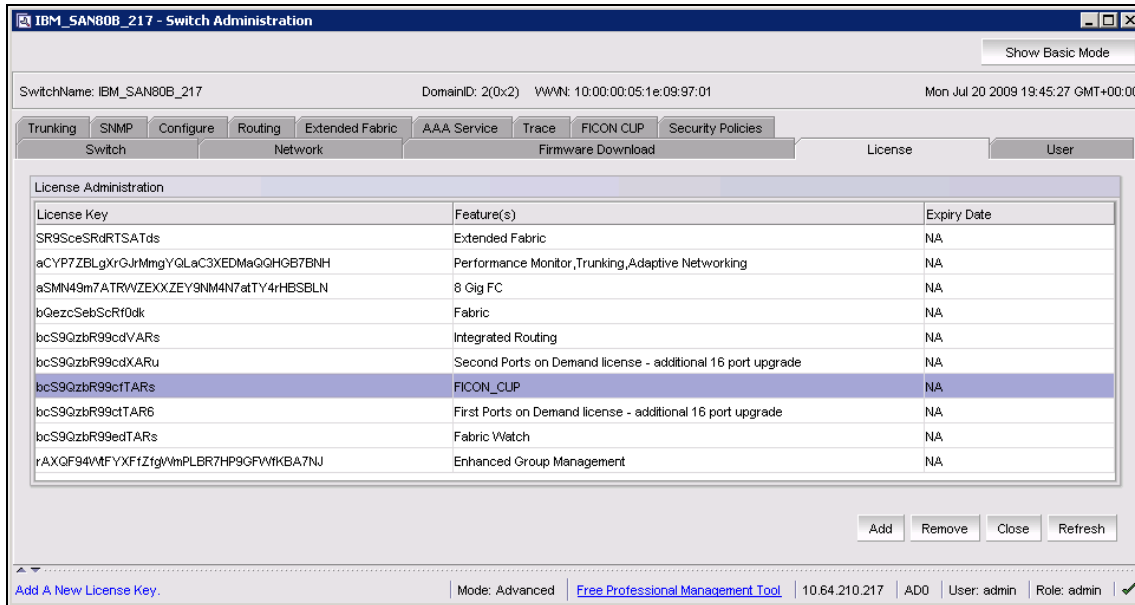 IBM_SAN80B_217 - Switch Administration
Show Basic Mode
SwitchName: IBM_SAN80B_217 DomainID: 2(0x2) WWN: 10:00:00:05:1e:09:97:01 Mon Jul 20 2009 19:45:27 GMT+00:00
Trunking SNMP Configure Routing Extended Fabric AAA Service Trace FICON CUP Security Policies
Switch Network Firmware Download License User
License Administration
License Key Feature(s) Expiry Date
SR9SceSRdRTSATds Extended Fabric NA
aCYP7ZBLgXrGJrMmgYQLaC3XEDMaQQHGB7BNH Performance Monitor,Trunking,Adaptive Networking NA
aSMN49m7ATRWZEXXZEY9NM4N7atTY4rHBSBLN 8 Gig FC NA
bQezcSebScRf0dk Fabric NA
bcS9QzbR99cdVARs Integrated Routing NA
bcS9QzbR99cdXARu Second Ports on Demand license - additional 16 port upgrade NA
bcS9QzbR99cfTARs FICON_CUP NA
bcS9QzbR99ctTAR6 First Ports on Demand license - additional 16 port upgrade NA
bcS9QzbR99edTARs Fabric Watch NA
rAXQF94WtFYXFfZfgWmPLBR7HP9GFWfKBA7NJ Enhanced Group Management NA
Add Remove Close Refresh
Add A New License Key. Mode: Advanced Free Professional Management Tool 10.64.210.217 AD0 User: admin Role: admin